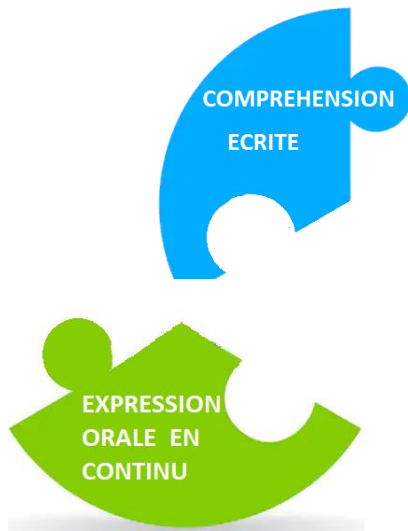 COMPREHENSION
ECRITE
EXPRESSION
ORALE EN
CONTINU